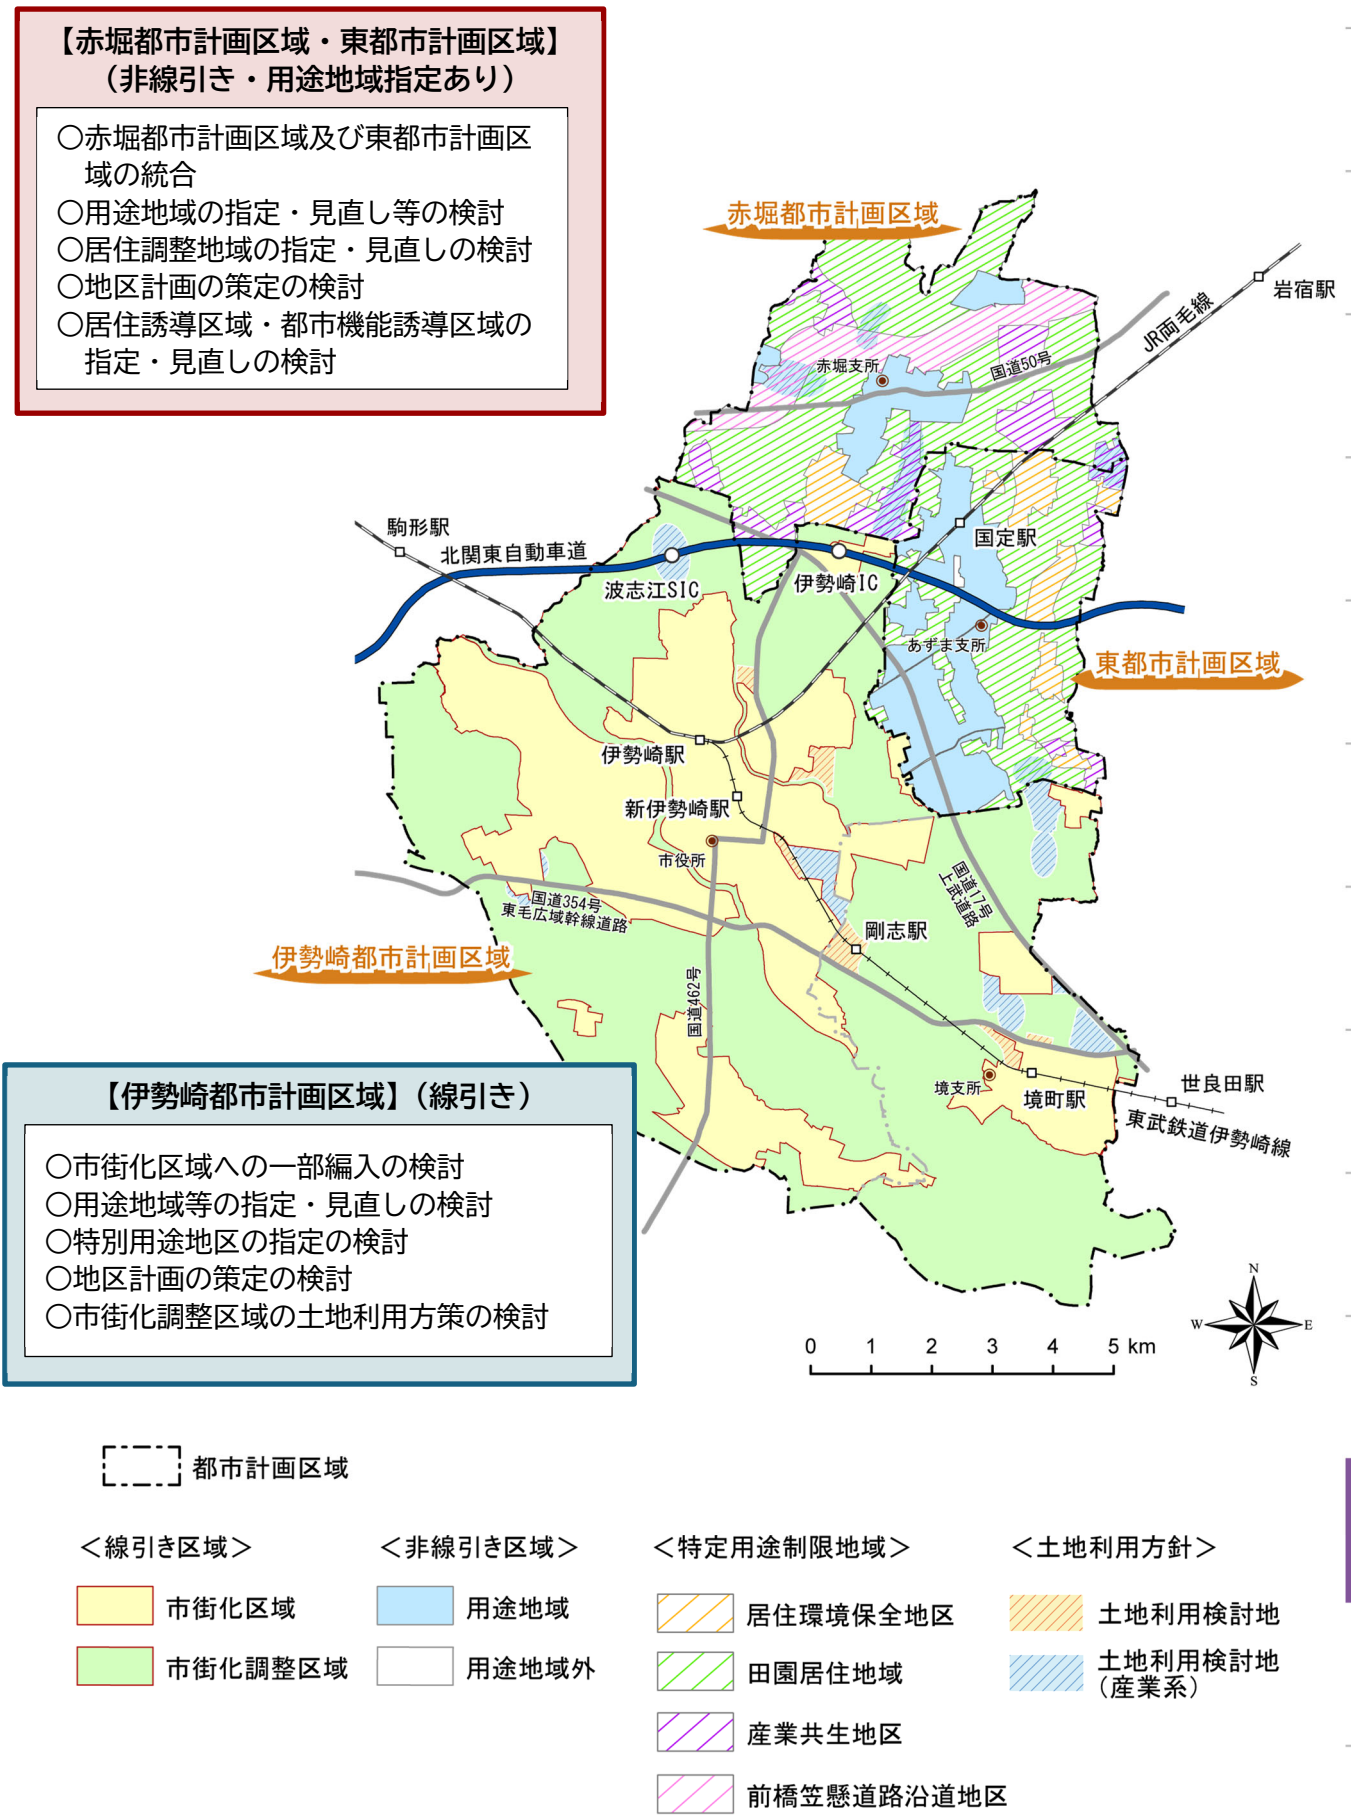 【赤堀都市計画区域・東都市計画区域】
（非線引き・用途地域指定あり）
○赤堀都市計画区域及び東都市計画区
域の統合
○用途地域の指定・見直し等の検討
○居住調整地域の指定・見直しの検討
○地区計画の策定の検討
○居住誘導区域・都市機能誘導区域の
指定・見直しの検討
赤堀都市計画区域
岩宿駅
JR両毛線
国道50号
赤堀支所
駒形駅
北関東自動車道
国定駅
波志江SIC
伊勢崎IC
あずま支所
東都市計画区域
伊勢崎駅
新伊勢崎駅
市役所
国道17号
上武道路
国道354号
東毛広域幹線道路
剛志駅
伊勢崎都市計画区域
国道462号
境支所
境町駅
世良田駅
東武鉄道伊勢崎線
【伊勢崎都市計画区域】（線引き）
○市街化区域への一部編入の検討
○用途地域等の指定・見直しの検討
○特別用途地区の指定の検討
○地区計画の策定の検討
○市街化調整区域の土地利用方策の検討
N
W
E
S
0 1 2 3 4 5 km
都市計画区域
＜線引き区域＞
市街化区域
市街化調整区域
＜非線引き区域＞
用途地域
用途地域外
＜特定用途制限地域＞
居住環境保全地区
田園居住地域
産業共生地区
前橋笠懸道路沿道地区
＜土地利用方針＞
土地利用検討地
土地利用検討地
（産業系）